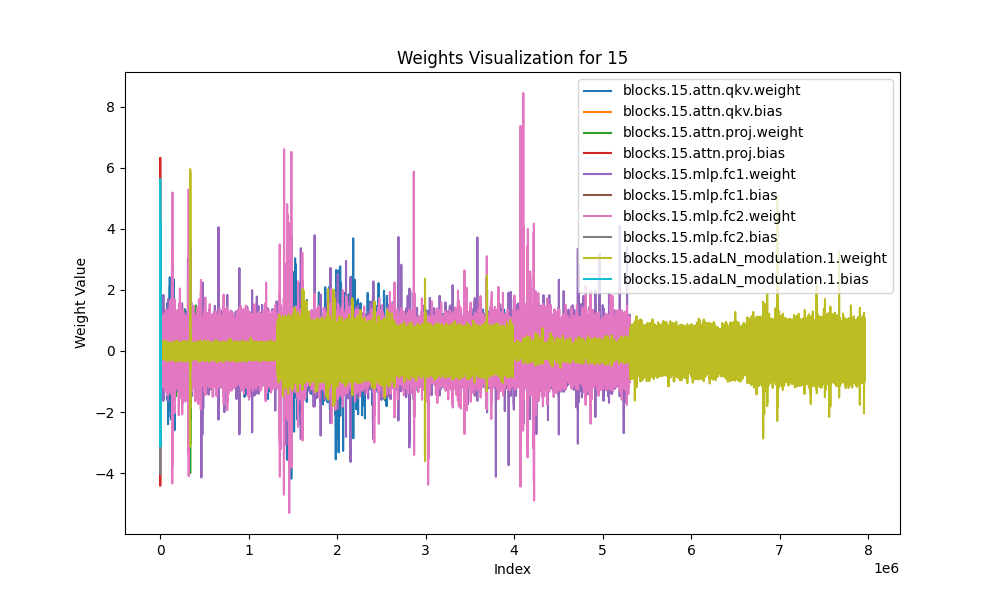 Weights Visualization for 15
blocks.15.attn.qkv.weight
blocks.15.attn.qkv.bias
blocks.15.attn.proj.weight
blocks.15.attn.proj.bias
blocks.15.mlp.fc1.weight
blocks.15.mlp.fc1.bias
blocks.15.mlp.fc2.weight
blocks.15.mlp.fc2.bias
blocks.15.adaLN_modulation.1.weight
blocks.15.adaLN_modulation.1.bias
Weight Value
8
6
4
2
0
−2
−4
0 1 2 3 4 5 6 7 8
1e6
Index